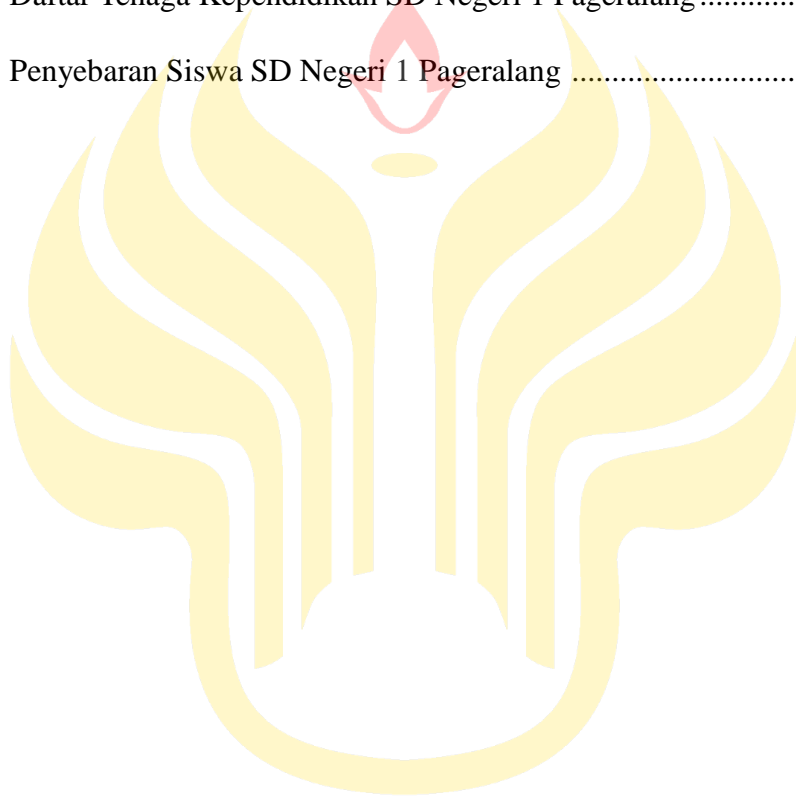 Daftar Tenaga Kependidikan SD Negeri 1 Pageralang ............
Penyebaran Siswa SD Negeri 1 Pageralang ............................